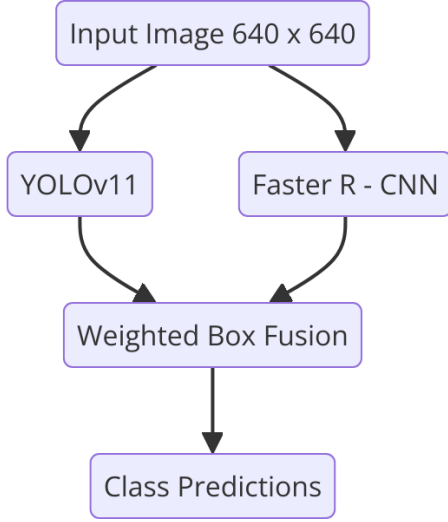 Input Image 640 x 640
YOLOv11
Faster R - CNN
Weighted Box Fusion
Class Predictions